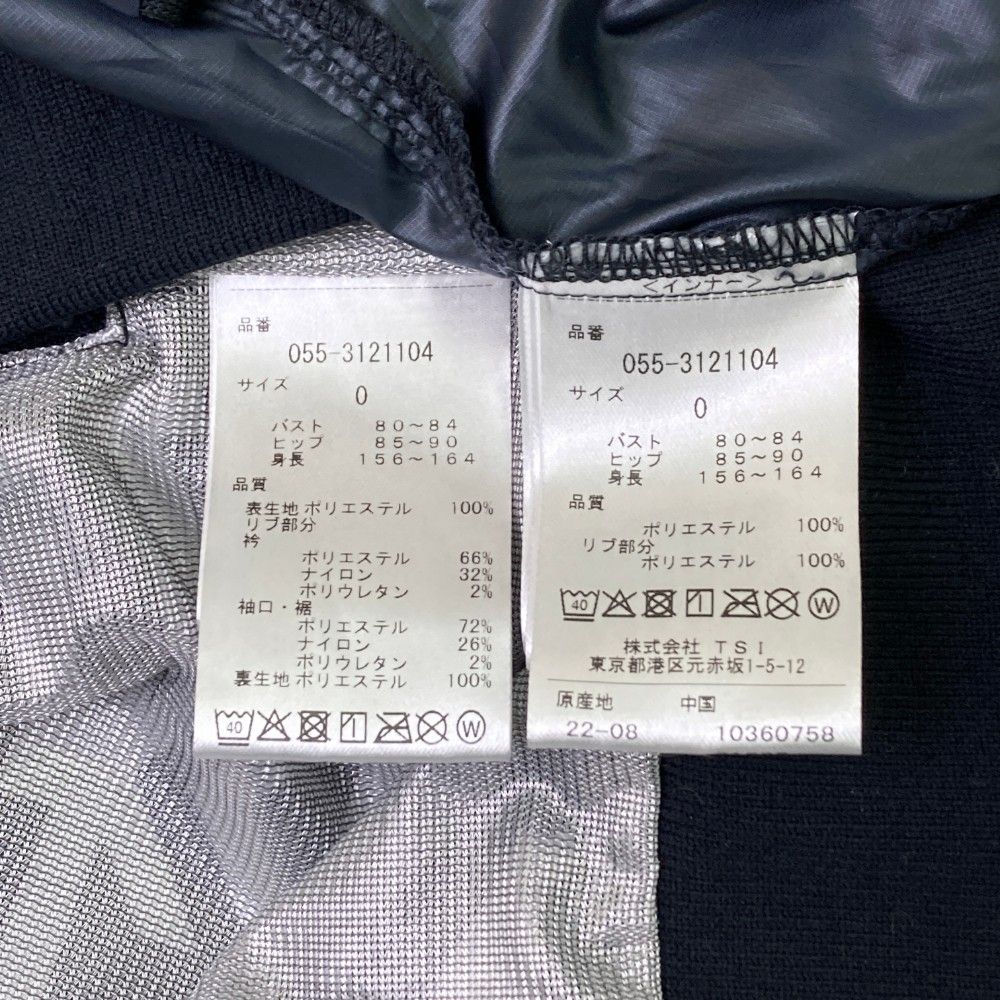 品番
055-3121104
サイズ
0
バスト 80~84
ヒップ 85~90
身長 156~164
品質
表生地 ポリエステル 100%
リブ部分
衿
ポリエステル 66%
ナイロン 32%
ポリウレタン 2%
袖口・裾
ポリエステル 72%
ナイロン 26%
ポリウレタン 2%
裏生地 ポリエステル 100%
40 W
<インナー>
品番
055-3121104
サイズ
0
バスト 80~84
ヒップ 85~90
身長 156~164
品質
ポリエステル 100%
リブ部分
ポリエステル 100%
40 W
株式会社 TSI
東京都港区元赤坂1-5-12
原産地 中国
22-08 10360758